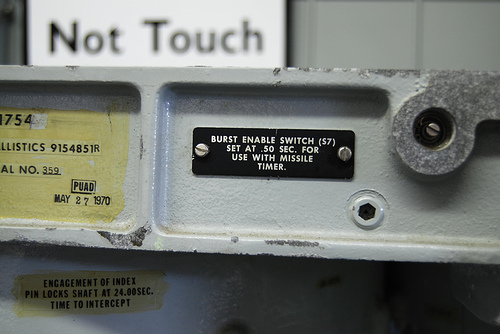 Not Touch
1754
LLISTICS 9154851R
AL NO. 359
PUAD
MAY 27 1970
BURST ENABLE SWITCH (S7)
SET AT .50 SEC. FOR
USE WITH MISSILE
TIMER.
ENGAGEMENT OF INDEX
PIN LOCKS SHAFT AT 24.00SEC.
TIME TO INTERCEPT